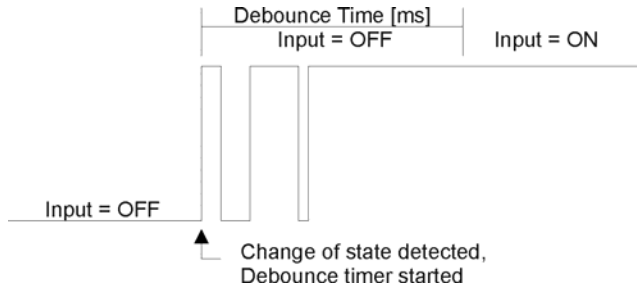 Debounce Time [ms]
Input = OFF
Input = ON
Input = OFF
Change of state detected,
Debounce timer started